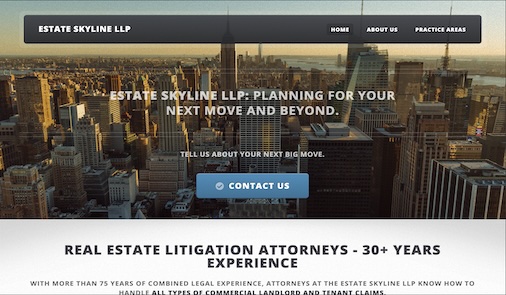 ESTATE SKYLINE LLP
HOME ABOUT US PRACTICE AREAS
ESTATE SKYLINE LLP: PLANNING FOR YOUR
NEXT MOVE AND BEYOND.
TELL US ABOUT YOUR NEXT BIG MOVE.
CONTACT US
REAL ESTATE LITIGATION ATTORNEYS - 30+ YEARS
EXPERIENCE
WITH MORE THAN 75 YEARS OF COMBINED LEGAL EXPERIENCE, ATTORNEYS AT THE ESTATE SKYLINE LLP KNOW HOW TO
HANDLE ALL TYPES OF COMMERCIAL LANDLORD AND TENANT CLAIMS.